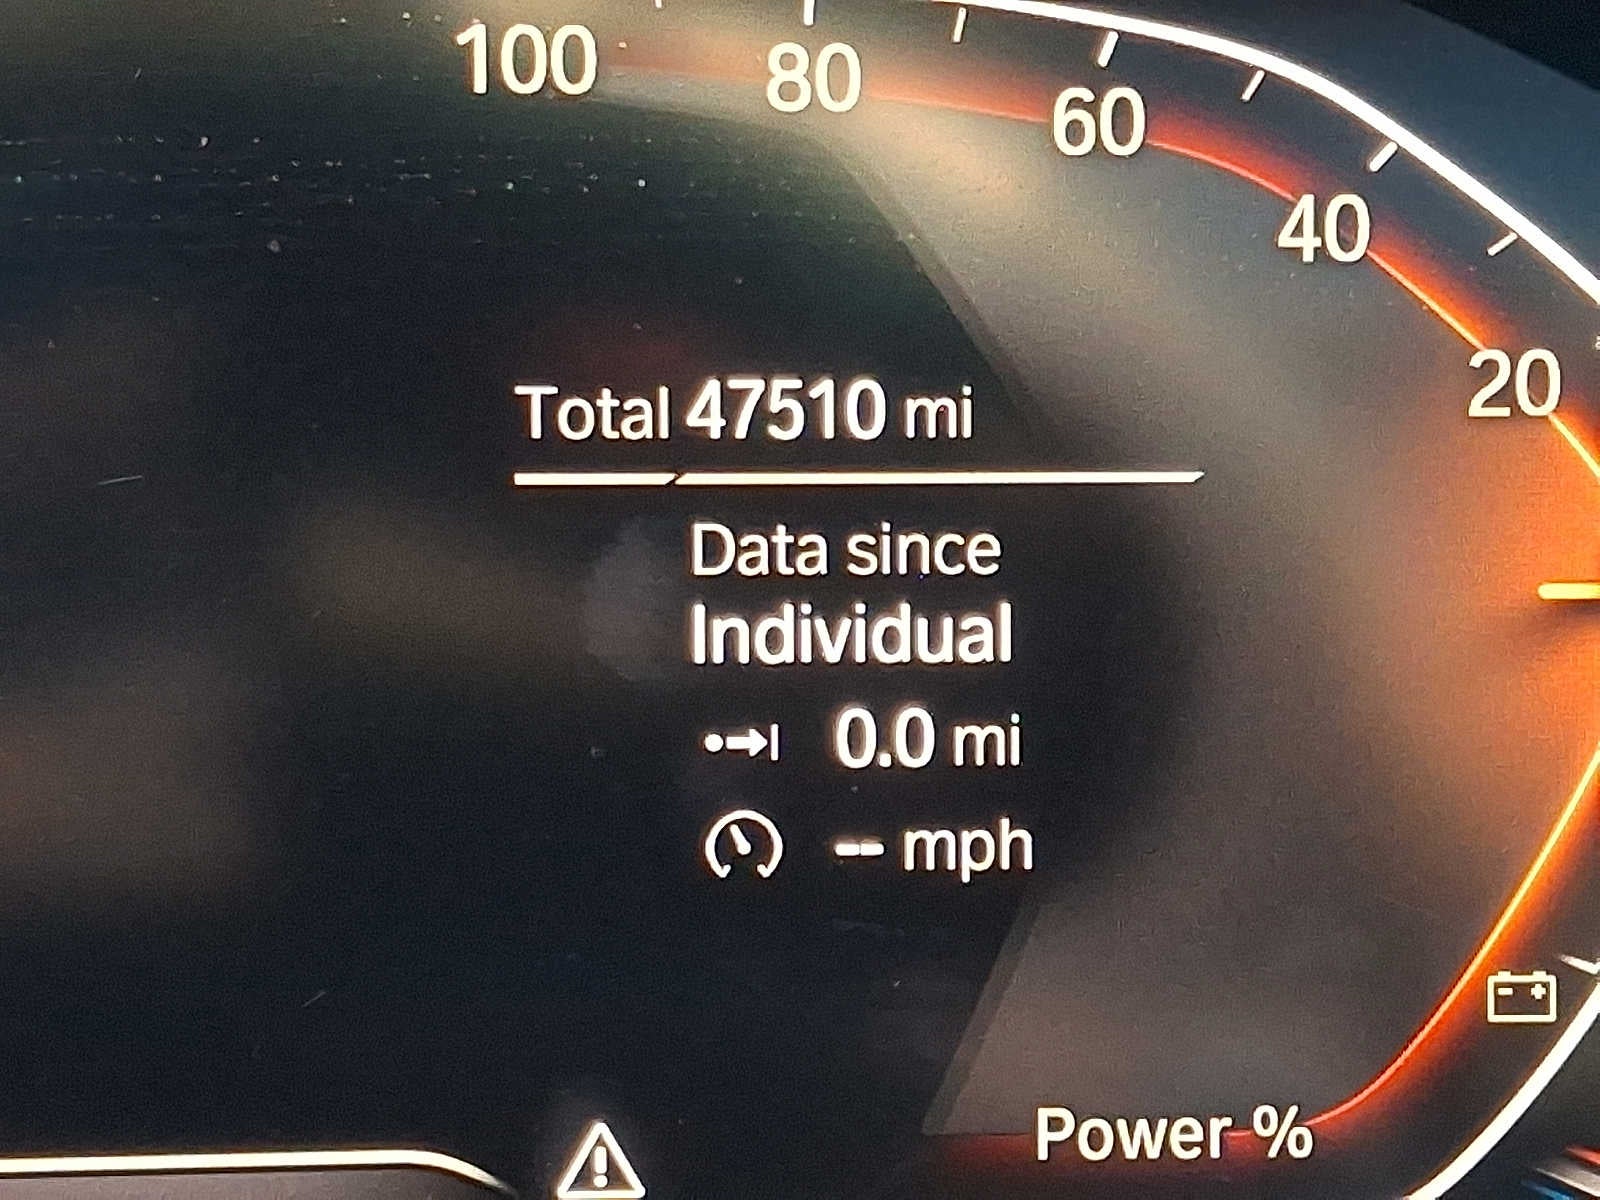 100 80 60 40 20
Total 47510 mi
Data since
Individual
0.0 mi
-- mph
Power %